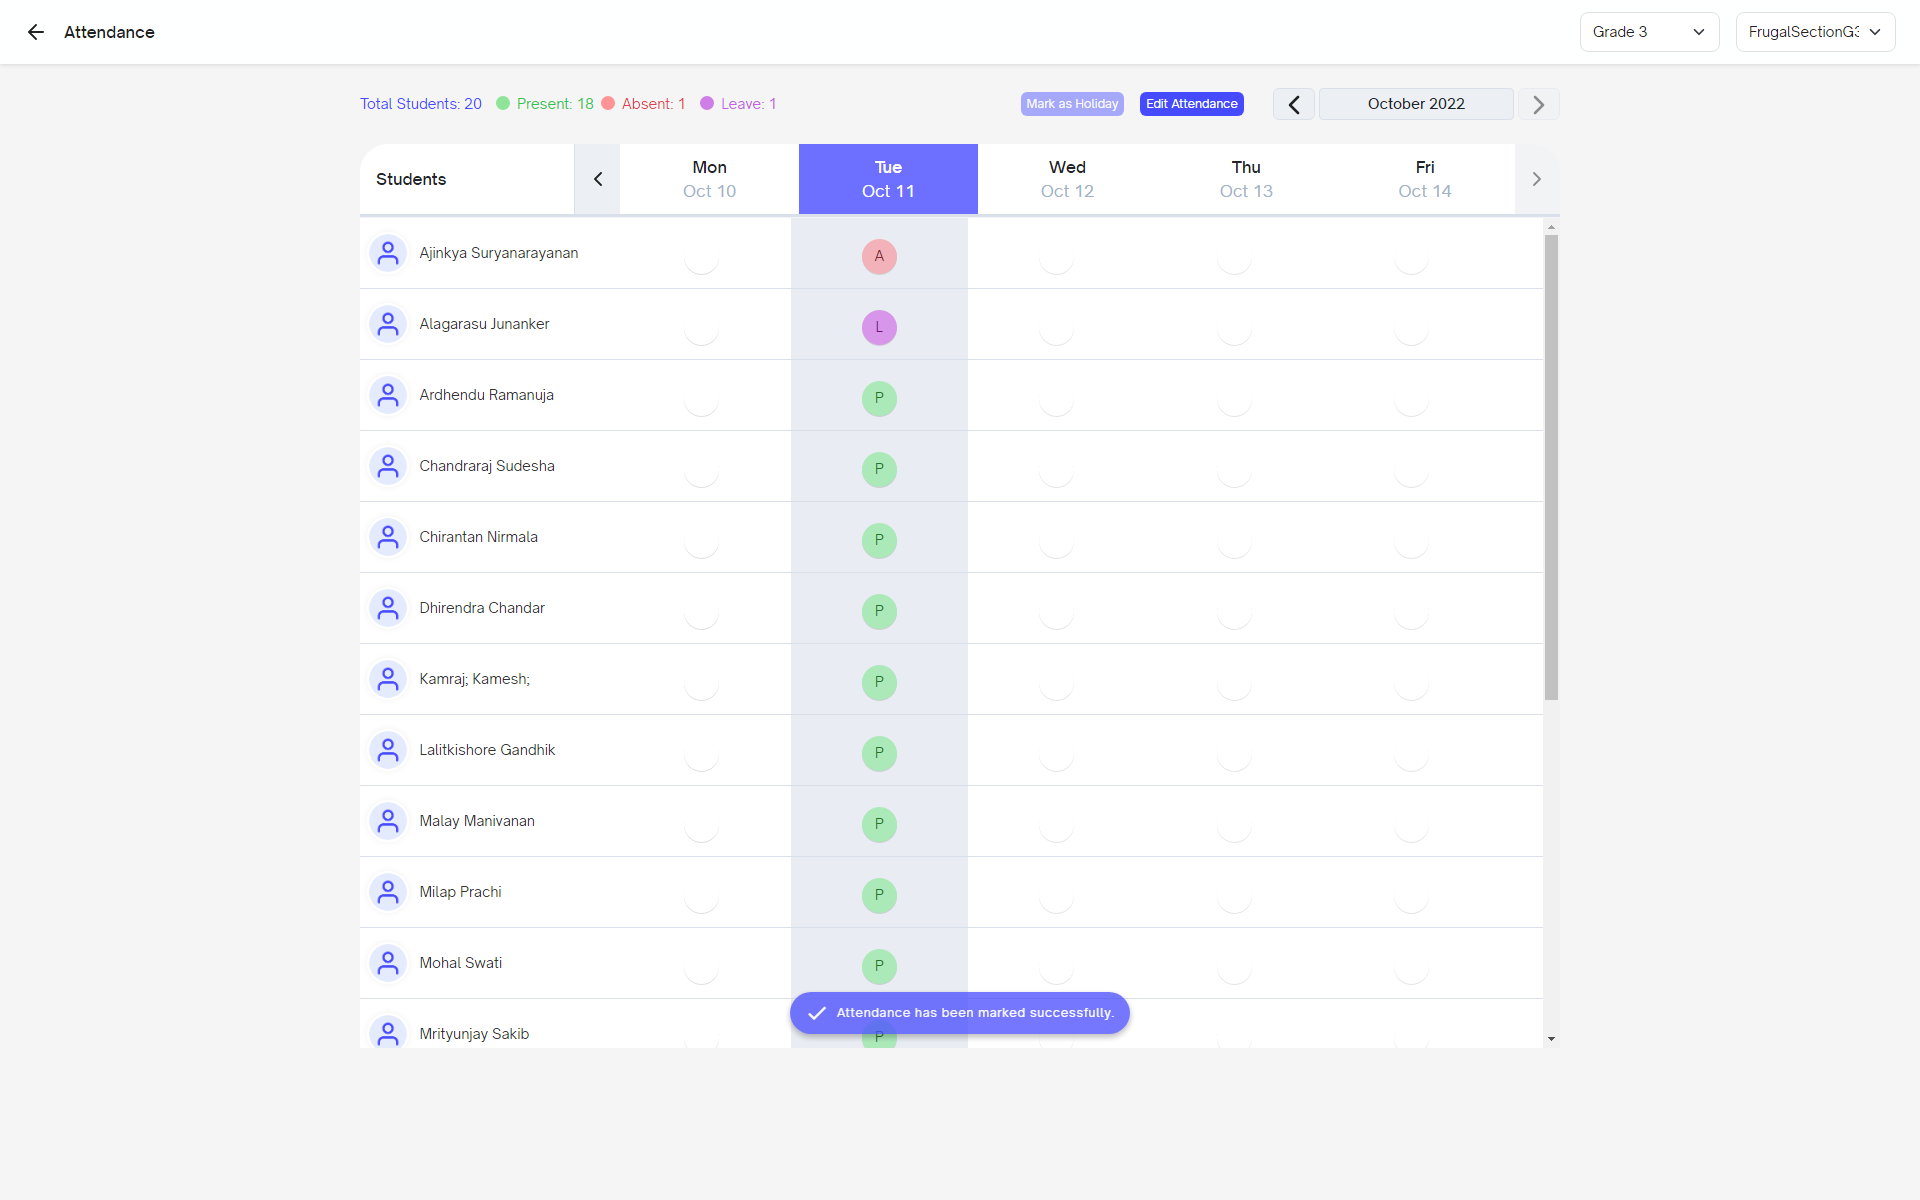 Attendance
Grade 3
FrugalSectionG3
Total Students: 20 Present: 18 Absent: 1 Leave: 1
Mark as Holiday Edit Attendance October 2022
Students
Mon Tue Wed Thu Fri
Oct 10 Oct 11 Oct 12 Oct 13 Oct 14
Ajinkya Suryanarayanan A
Alagarasu Junanker L
Ardhendu Ramanuja P
Chandraraj Sudesha P
Chirantan Nirmala P
Dhirendra Chandar P
Kamraj; Kamesh; P
Lalitkishore Gandhik P
Malay Manivanan P
Milap Prachi P
Mohal Swati P
Attendance has been marked successfully.
Mrityunjay Sakib P